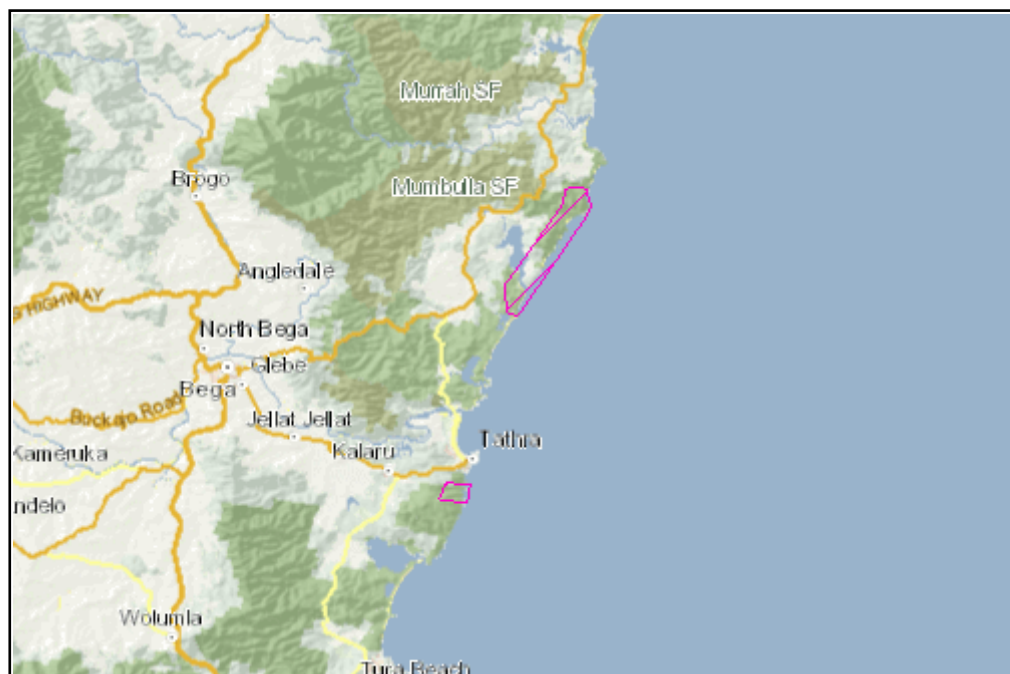 Murrah SF
Brogo
Mumbulla SF
Angledale
G HIGHWAY
North Bega
Glebe
Bega
Buckajo Road
Jellat Jellat
Kameruka
Kalaru
Tathra
ndelo
Wolumla
Tura Beach